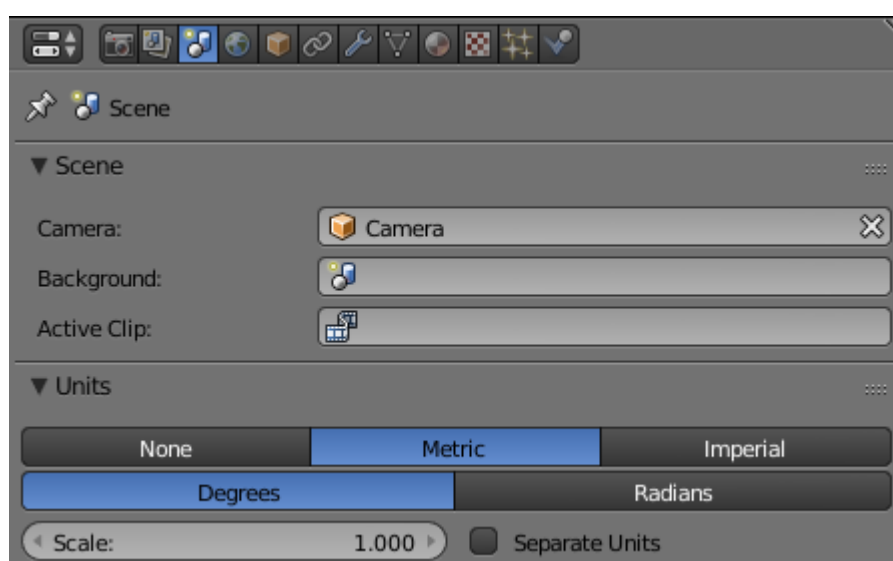 Scene
Scene
Camera: Camera
Background:
Active Clip:
Units
None Metric Imperial
Degrees Radians
Scale: 1.000 Separate Units